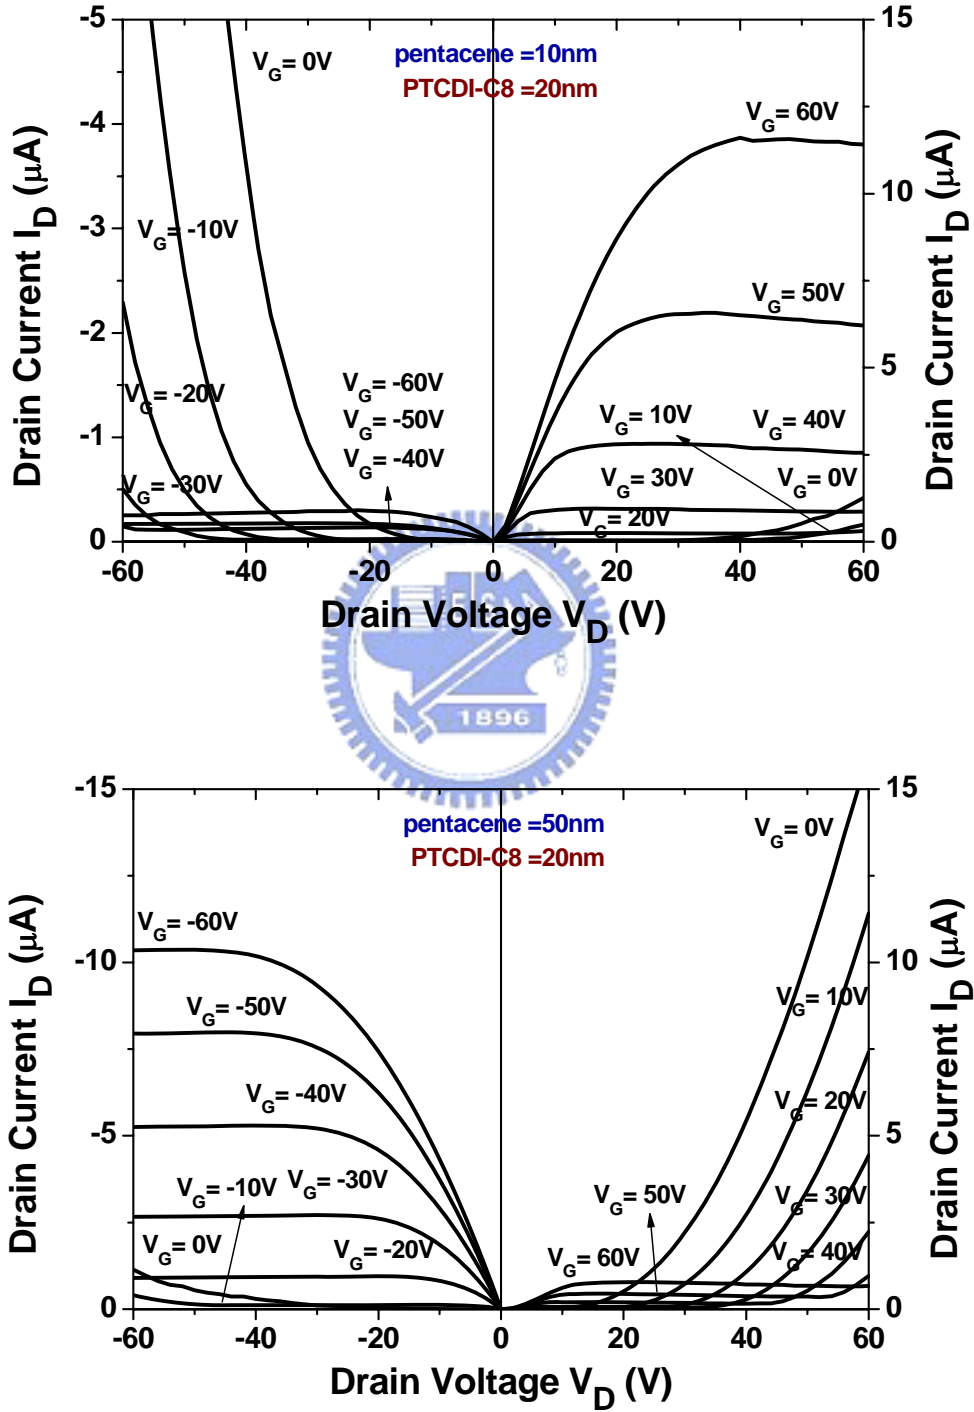 -5
-4
-3
-2
-1
0
15
10
5
0
Drain Current I_D (μA)
Drain Current I_D (μA)
pentacene =10nm
PTCDI-C8 =20nm
V_G= 0V
V_G= -10V
V_G= -20V
V_G= -30V
V_G= -60V
V_G= -50V
V_G= -40V
V_G= 60V
V_G= 50V
V_G= 10V
V_G= 40V
V_G= 30V
V_G= 0V
V_G= 20V
-60 -40 -20 0 20 40 60
Drain Voltage V_D (V)
1896
-15
-10
-5
0
15
10
5
0
Drain Current I_D (μA)
Drain Current I_D (μA)
pentacene =50nm
PTCDI-C8 =20nm
V_G= 0V
V_G= -60V
V_G= -50V
V_G= 10V
V_G= -40V
V_G= 20V
V_G= -10V
V_G= -30V
V_G= 50V
V_G= 30V
V_G= 0V
V_G= -20V
V_G= 60V
V_G= 40V
-60 -40 -20 0 20 40 60
Drain Voltage V_D (V)